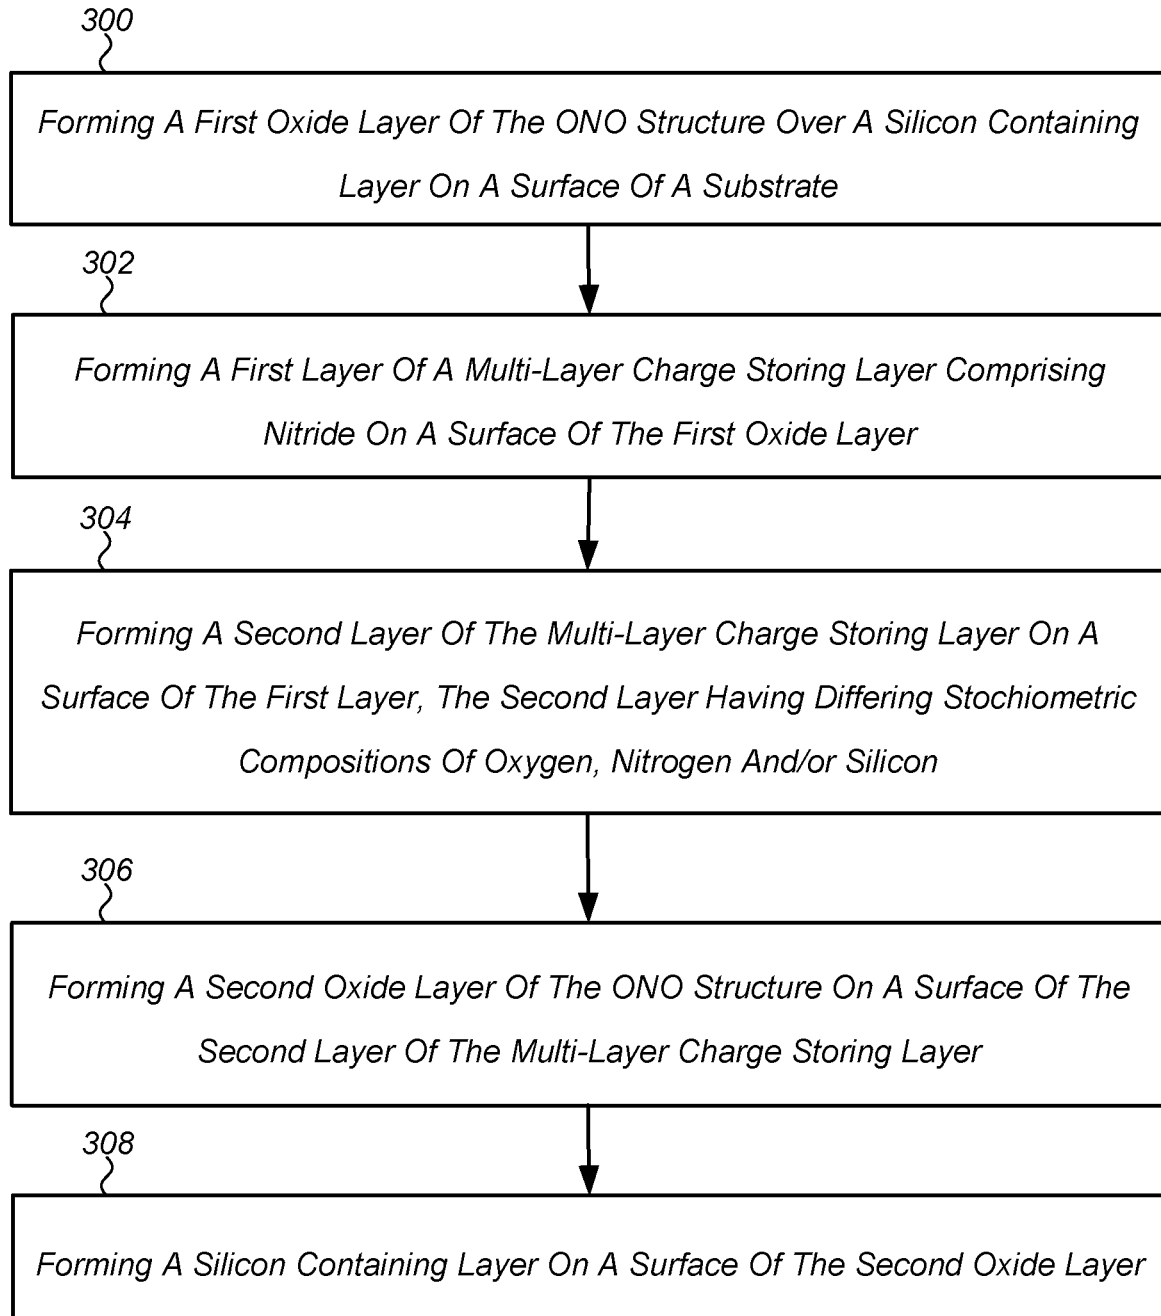 300
Forming A First Oxide Layer Of The ONO Structure Over A Silicon Containing
Layer On A Surface Of A Substrate
302
Forming A First Layer Of A Multi-Layer Charge Storing Layer Comprising
Nitride On A Surface Of The First Oxide Layer
304
Forming A Second Layer Of The Multi-Layer Charge Storing Layer On A
Surface Of The First Layer, The Second Layer Having Differing Stochiometric
Compositions Of Oxygen, Nitrogen And/or Silicon
306
Forming A Second Oxide Layer Of The ONO Structure On A Surface Of The
Second Layer Of The Multi-Layer Charge Storing Layer
308
Forming A Silicon Containing Layer On A Surface Of The Second Oxide Layer